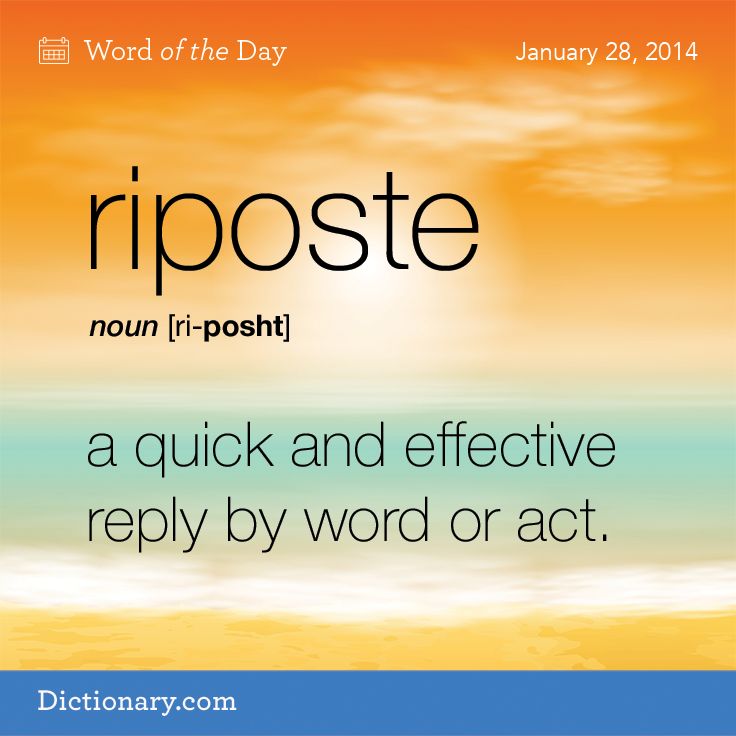 Word of the Day
January 28, 2014
riposte
noun [ri-posht]
a quick and effective
reply by word or act.
Dictionary.com